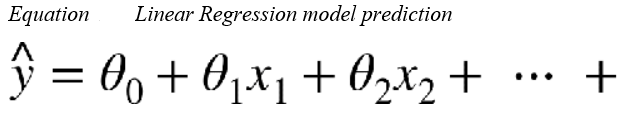 Equation Linear Regression model prediction
ŷ = θ₀ + θ₁x₁ + θ₂x₂ + ⋯ +